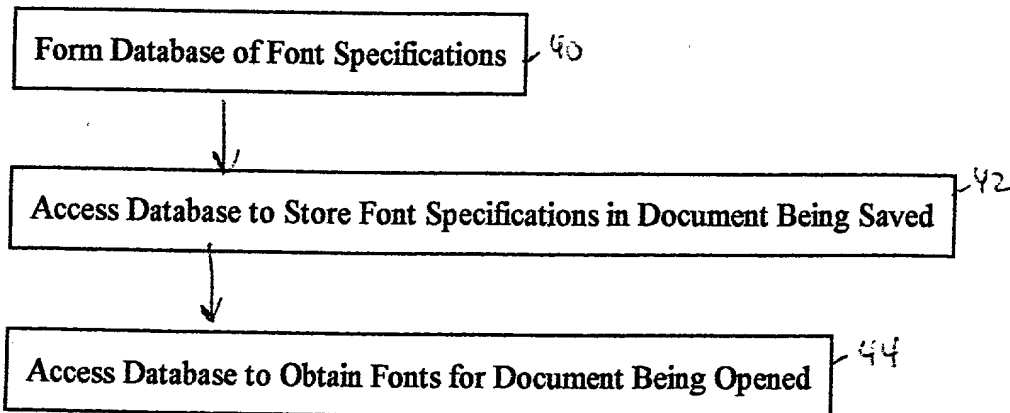 Form Database of Font Specifications 40
Access Database to Store Font Specifications in Document Being Saved 42
Access Database to Obtain Fonts for Document Being Opened 44